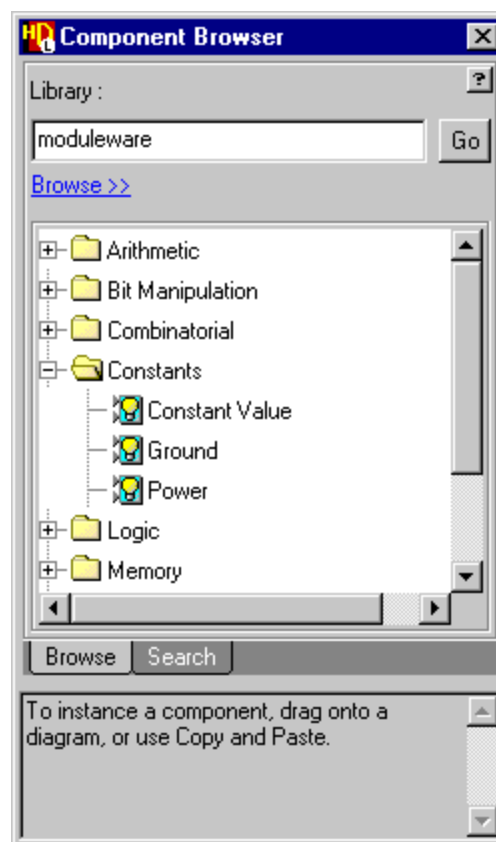 HDL Component Browser
Library :
?
moduleware
Go
Browse >>
Arithmetic
Bit Manipulation
Combinatorial
Constants
Constant Value
Ground
Power
Logic
Memory
Browse Search
To instance a component, drag onto a
diagram, or use Copy and Paste.